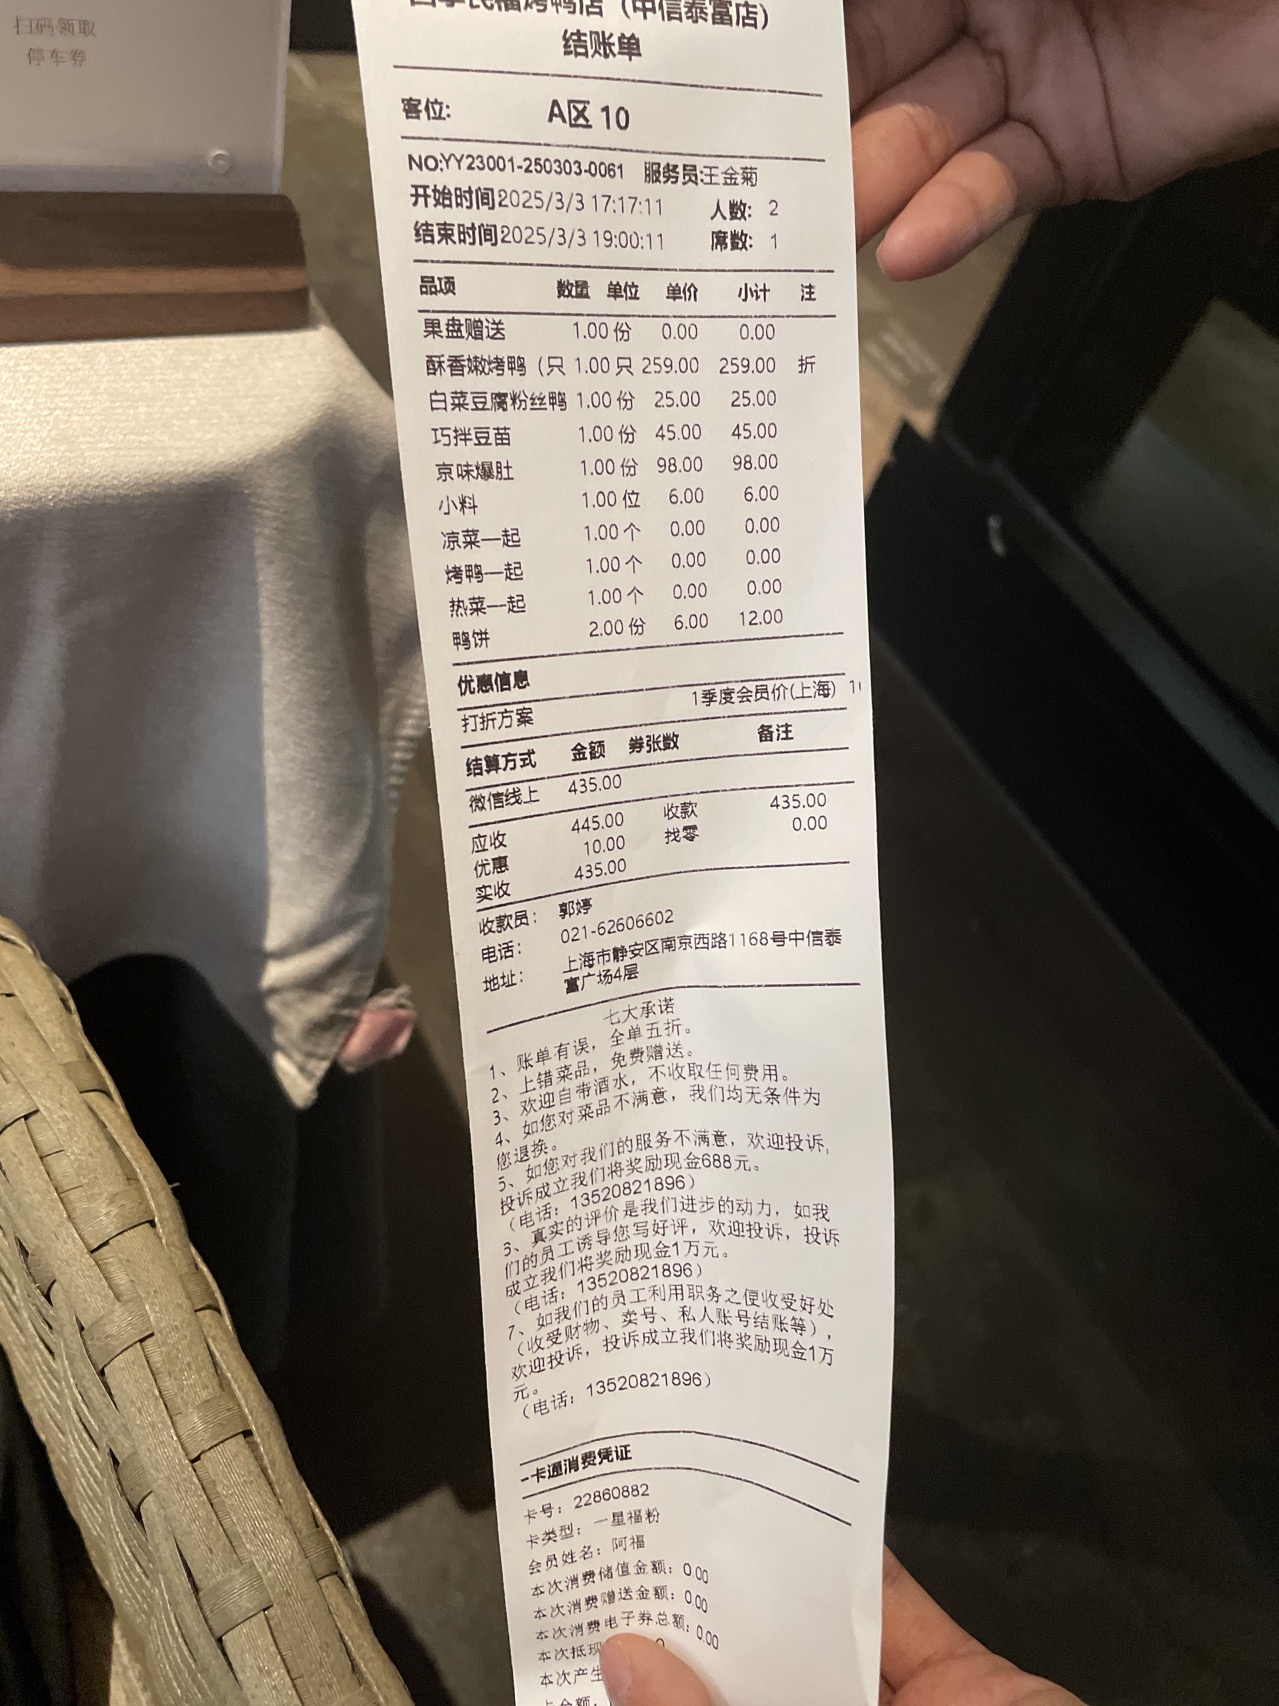 扫码领取
停车券
四季民福烤鸭店（中信泰富店）
结账单
客位: A区 10
NO:YY23001-250303-0061 服务员:王金菊
开始时间2025/3/3 17:17:11 人数: 2
结束时间2025/3/3 19:00:11 席数: 1
品项 数量 单位 单价 小计 注
果盘赠送 1.00 份 0.00 0.00
酥香嫩烤鸭（只 1.00 只 259.00 259.00 折
白菜豆腐粉丝鸭 1.00 份 25.00 25.00
巧拌豆苗 1.00 份 45.00 45.00
京味爆肚 1.00 份 98.00 98.00
小料 1.00 位 6.00 6.00
凉菜一起 1.00 个 0.00 0.00
烤鸭一起 1.00 个 0.00 0.00
热菜一起 1.00 个 0.00 0.00
鸭饼 2.00 份 6.00 12.00
优惠信息
打折方案 1季度会员价(上海)
结算方式 金额 券张数 备注
微信线上 435.00
应收 445.00 收款 435.00
优惠 10.00 找零 0.00
实收 435.00
收款员: 郭婷
电话: 021-62606602
地址: 上海市静安区南京西路1168号中信泰
富广场4层
七大承诺
1、账单有误，全单五折。
2、上错菜品，免费赠送。
3、欢迎自带酒水，不收取任何费用。
4、如您对菜品不满意，我们均无条件为
您退换。
5、如您对我们的服务不满意，欢迎投诉，
投诉成立我们将奖励现金688元。
（电话：13520821896）
6、真实的评价是我们进步的动力，如我
们的员工诱导您写好评，欢迎投诉，投诉
成立我们将奖励现金1万元。
（电话：13520821896）
7、如我们的员工利用职务之便收受好处
（收受财物、卖号、私人账号结账等），
欢迎投诉，投诉成立我们将奖励现金1万
元。
（电话：13520821896）
一卡通消费凭证
卡号：22860882
卡类型：一星福粉
会员姓名：阿福
本次消费储值金额：0.00
本次消费赠送金额：0.00
本次消费电子券总额：0.00
本次抵现
本次产生